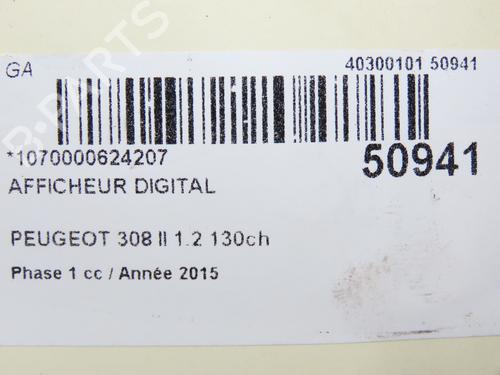 GA
40300101 50941
*1070000624207
50941
AFFICHEUR DIGITAL
PEUGEOT 308 II 1.2 130ch
Phase 1 cc / Année 2015
B-PARTS